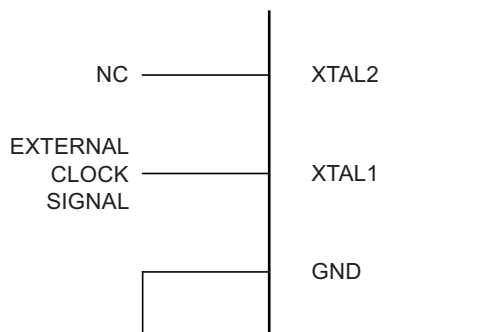 NC
XTAL2
EXTERNAL
CLOCK
SIGNAL
XTAL1
GND